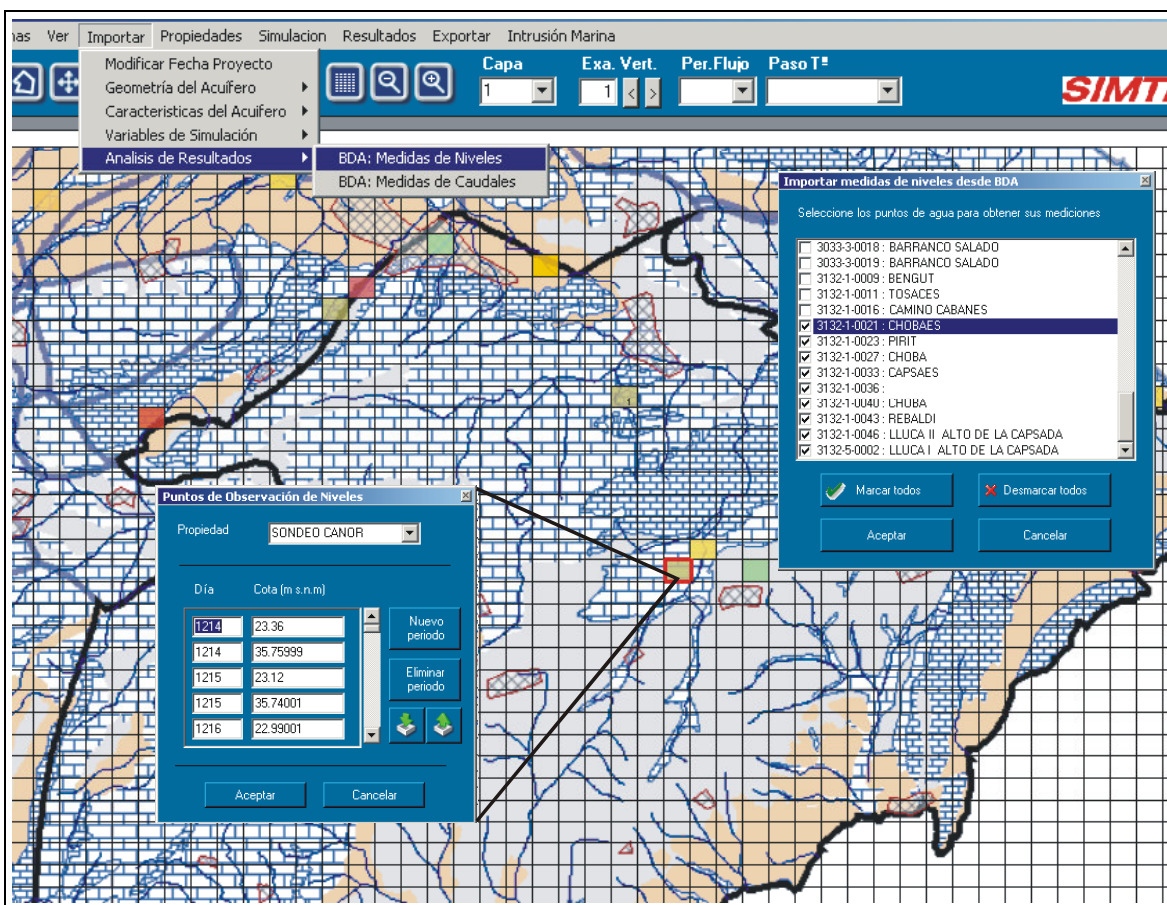 nas Ver Importar Propiedades Simulacion Resultados Exportar Intrusión Marina
Modificar Fecha Proyecto
Geometría del Acuífero
Caracteristicas del Acuifero
Variables de Simulación
Analisis de Resultados
BDA: Medidas de Niveles
BDA: Medidas de Caudales
Capa Exa. Vert. Per.Flujo Paso Tª
1 1 < >
SIMT
Importar medidas de niveles desde BDA
Seleccione los puntos de agua para obtener sus mediciones
3033-3-0018 : BARRANCO SALADO
3033-3-0019 : BARRANCO SALADO
3132-1-0009 : BENGUT
3132-1-0011 : TOSACES
3132-1-0016 : CAMINO CABANES
3132-1-0021 : CHOBAES
3132-1-0023 : PIRIT
3132-1-0027 : CHOBA
3132-1-0033 : CAPSAES
3132-1-0036 :
3132-1-0040 : CHOBA
3132-1-0043 : REBALDI
3132-1-0046 : LLUCA II ALTO DE LA CAPSADA
3132-5-0002 : LLUCA I ALTO DE LA CAPSADA
Marcar todos Desmarcar todos
Aceptar Cancelar
Puntos de Observación de Niveles
Propiedad SONDEO CANOR
Día Cota (m s.n.m)
1214 23.36
1214 35.75999
1215 23.12
1215 35.74001
1216 22.99001
Nuevo
periodo
Eliminar
periodo
Aceptar Cancelar